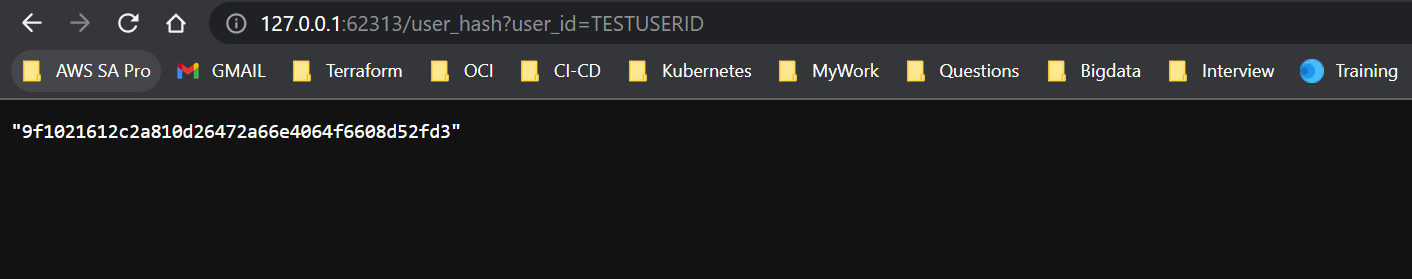 127.0.0.1:62313/user_hash?user_id=TESTUSERID
AWS SA Pro GMAIL Terraform OCI CI-CD Kubernetes MyWork Questions Bigdata Interview Training
"9f1021612c2a810d26472a66e4064f6608d52fd3"